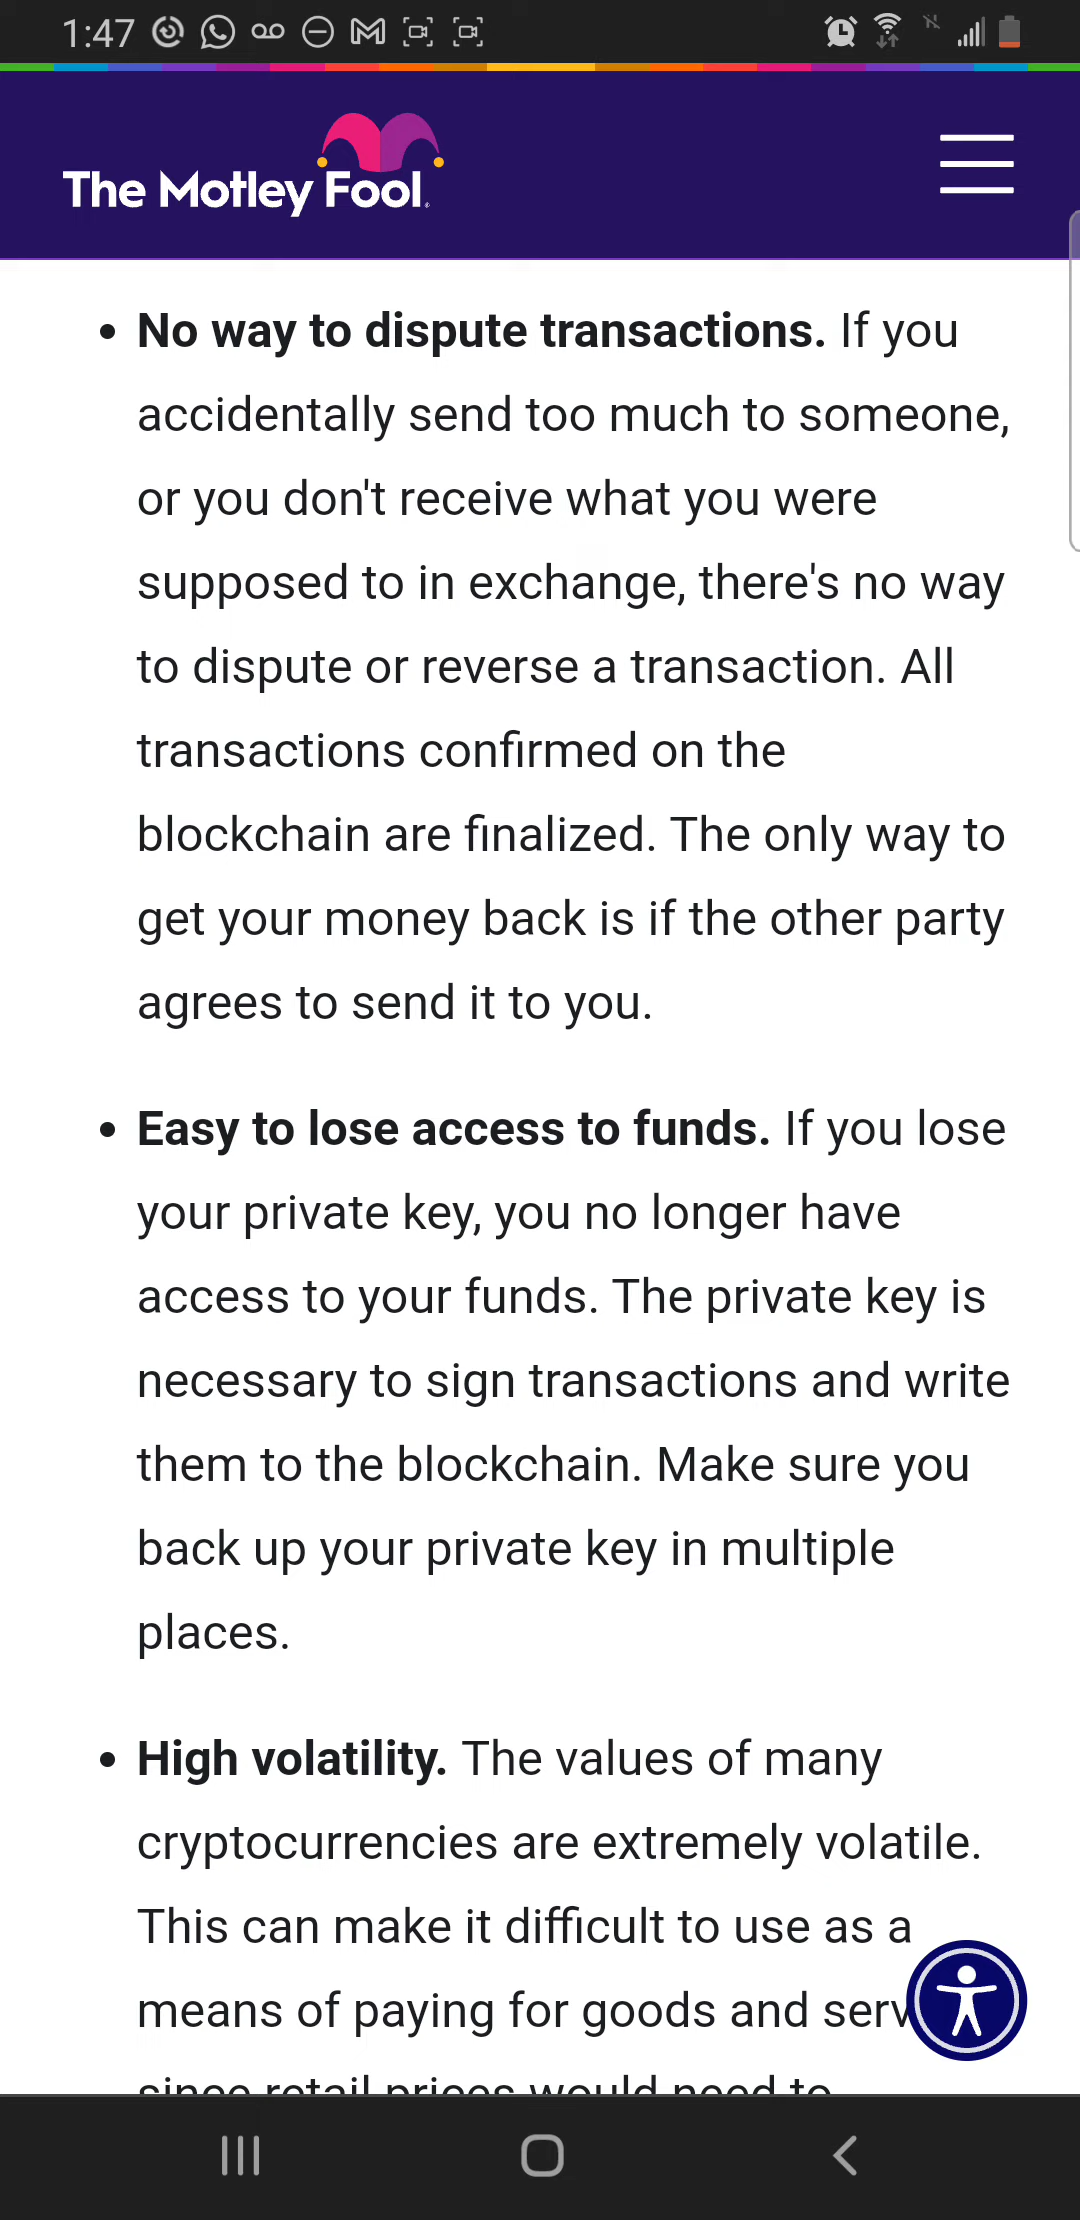 1:47
The Motley Fool
• No way to dispute transactions. If you
accidentally send too much to someone,
or you don't receive what you were
supposed to in exchange, there's no way
to dispute or reverse a transaction. All
transactions confirmed on the
blockchain are finalized. The only way to
get your money back is if the other party
agrees to send it to you.
• Easy to lose access to funds. If you lose
your private key, you no longer have
access to your funds. The private key is
necessary to sign transactions and write
them to the blockchain. Make sure you
back up your private key in multiple
places.
• High volatility. The values of many
cryptocurrencies are extremely volatile.
This can make it difficult to use as a
means of paying for goods and serv
since retail prices would need to